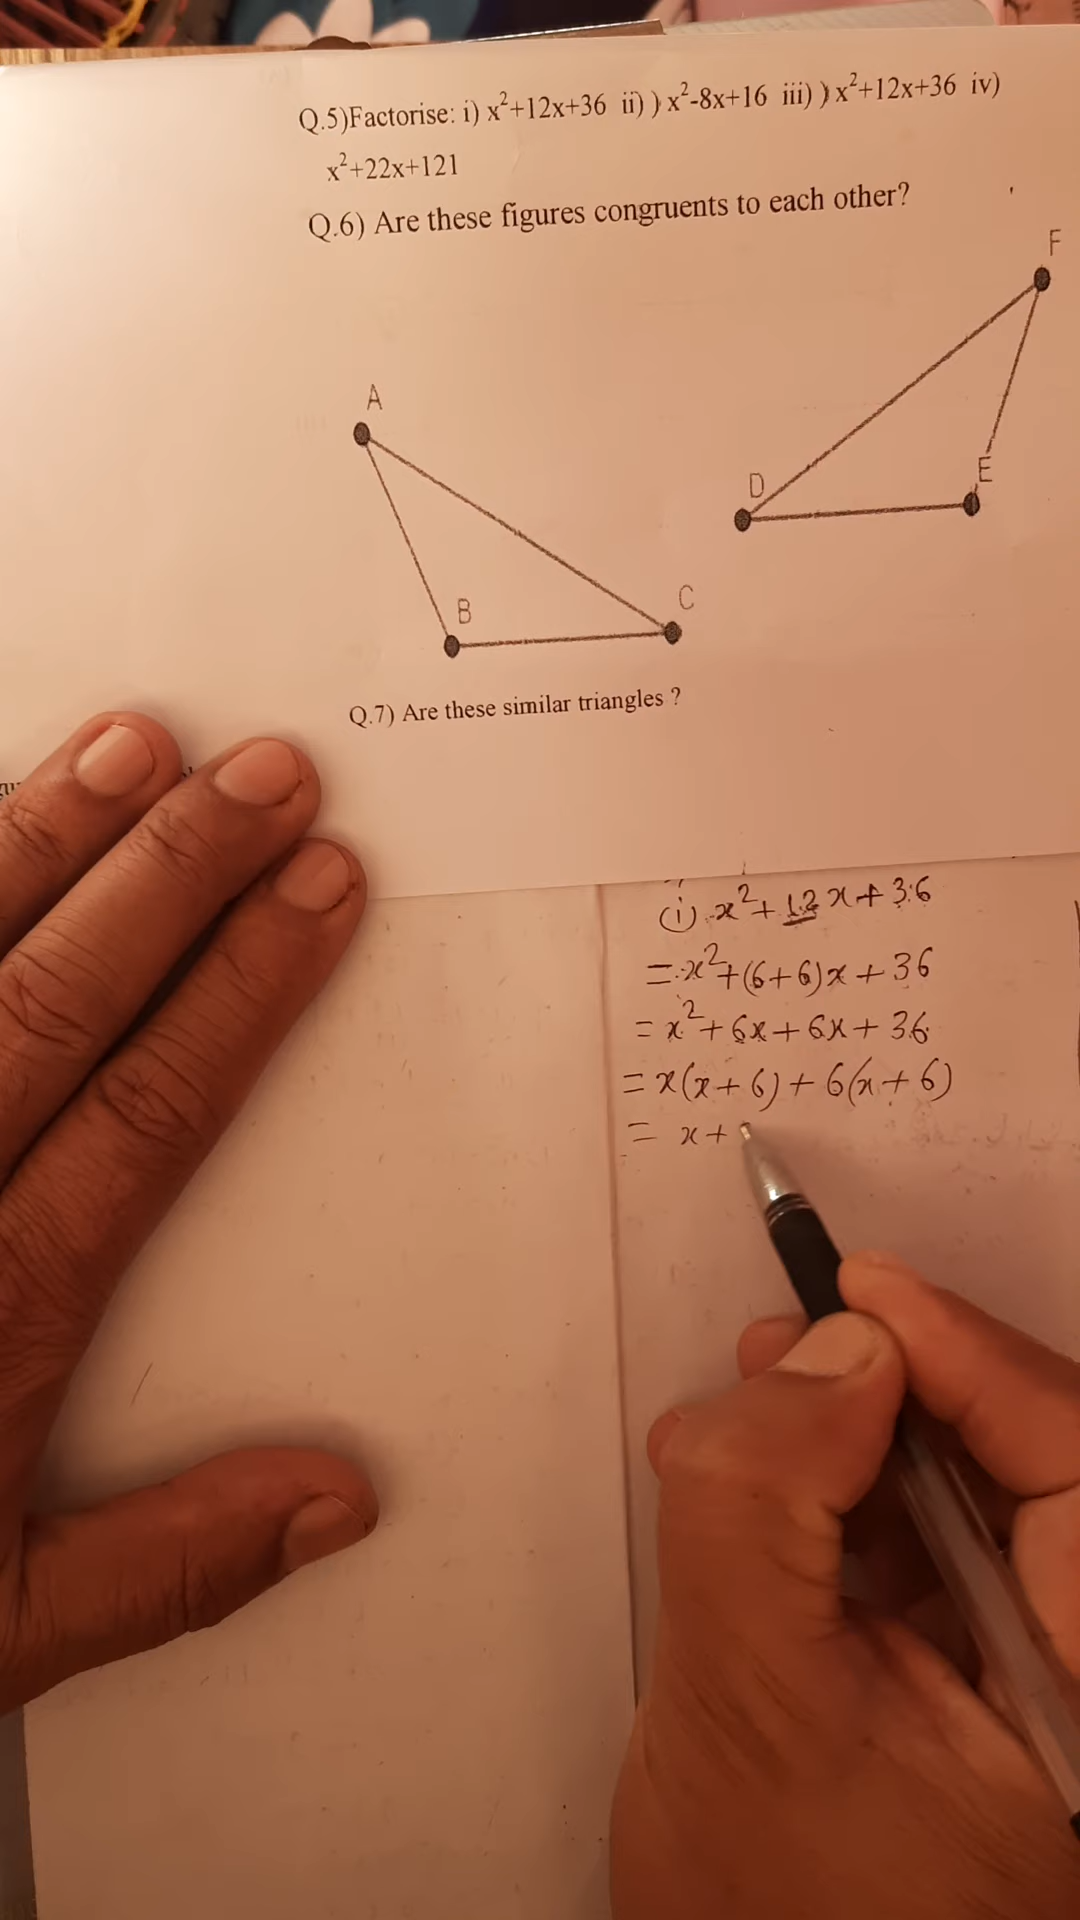 Q.5)Factorise: i) x²+12x+36 ii) ) x²-8x+16 iii) ) x²+12x+36 iv)
x²+22x+121
Q.6) Are these figures congruents to each other?
F
A
D
E
B
C
Q.7) Are these similar triangles ?
(i) x²+12x+36
=x²+(6+6)x+36
=x²+6x+6x+36
=x(x+6)+6(x+6)
= x+